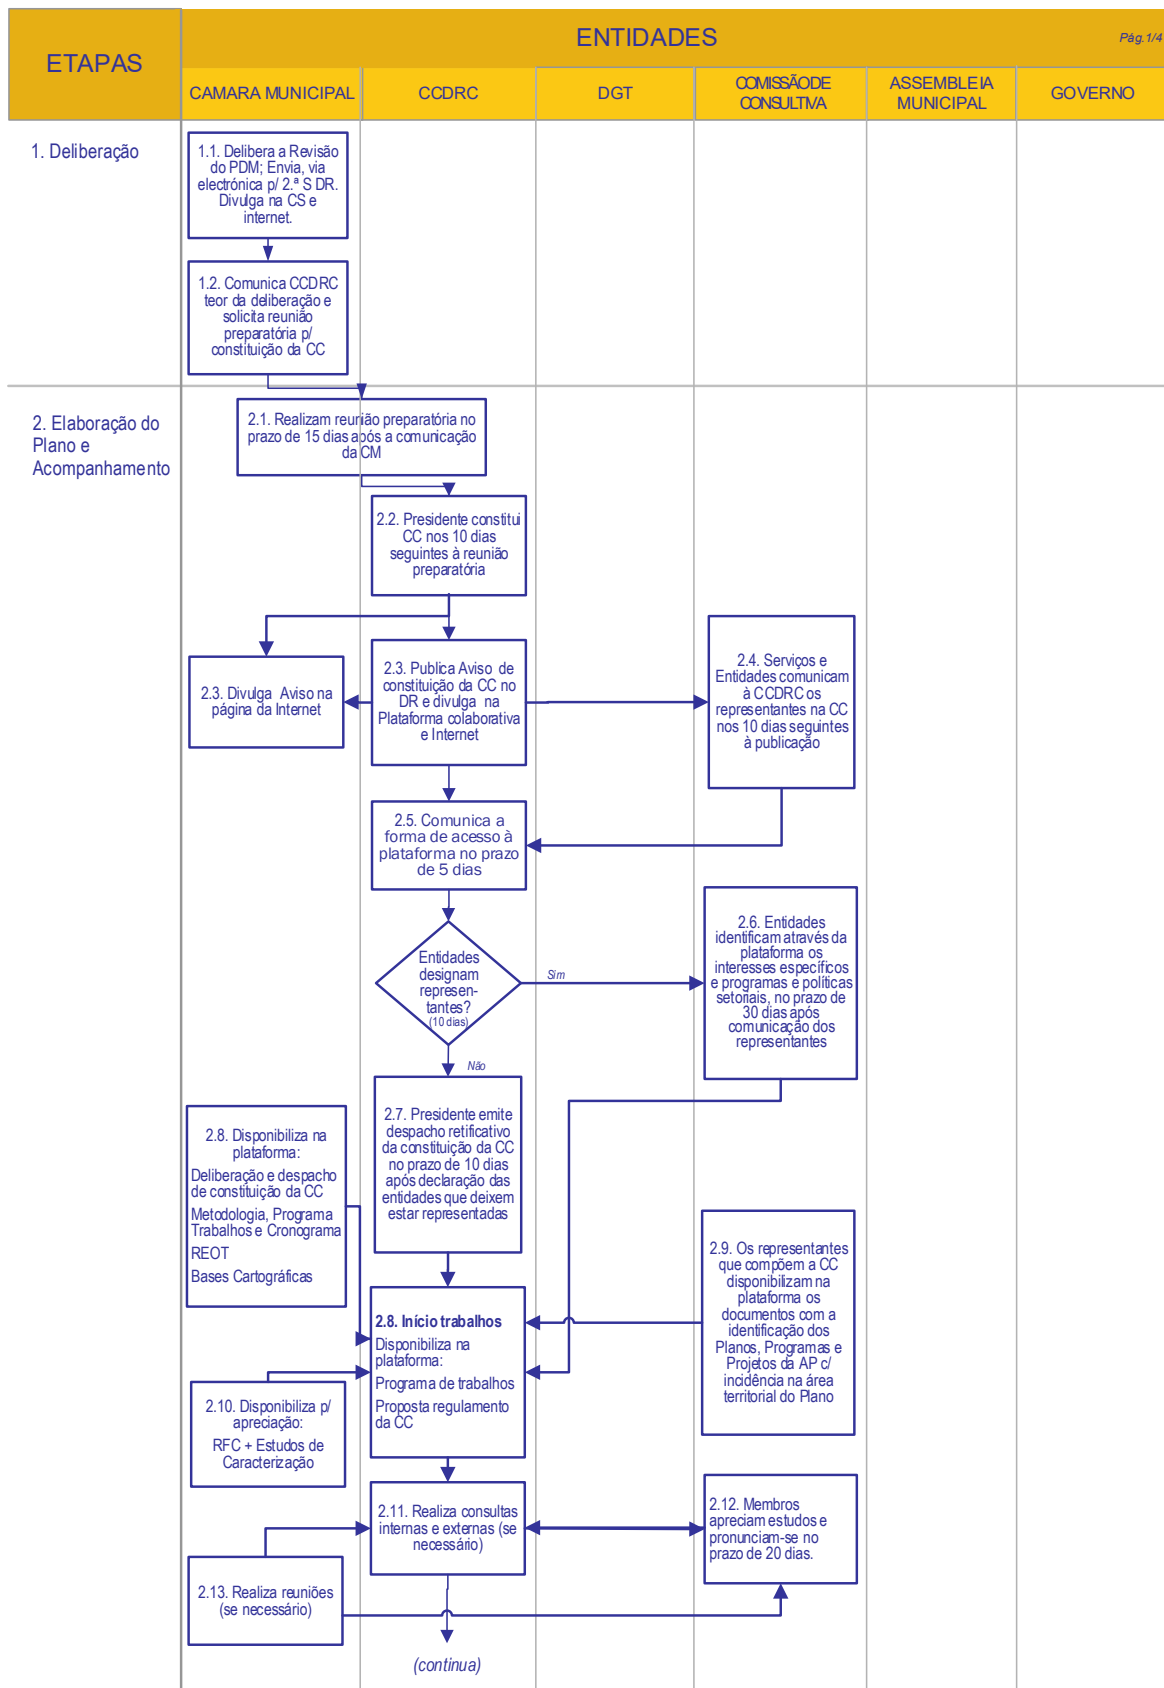 ETAPAS
ENTIDADES
Pág.1/4
CAMARA MUNICIPAL
CCDRC
DGT
COMISSÃODE
CONSULTIVA
ASSEMBLEIA
MUNICIPAL
GOVERNO
1. Deliberação
1.1. Delibera a Revisão
do PDM; Envia, via
electrónica p/ 2.ª S DR.
Divulga na CS e
internet.
1.2. Comunica CCDRC
teor da deliberação e
solicita reunião
preparatória p/
constituição da CC
2. Elaboração do
Plano e
Acompanhamento
2.1. Realizam reunião preparatória no
prazo de 15 dias após a comunicação
da CM
2.2. Presidente constitui
CC nos 10 dias
seguintes à reunião
preparatória
2.3. Divulga Aviso na
página da Internet
2.3. Publica Aviso de
constituição da CC no
DR e divulga na
Plataforma colaborativa
e Internet
2.4. Serviços e
Entidades comunicam
à CCDRC os
representantes na CC
nos 10 dias seguintes
à publicação
2.5. Comunica a
forma de acesso à
plataforma no prazo
de 5 dias
Entidades
designam
represen-
tantes?
(10 dias)
Sim
Não
2.6. Entidades
identificam através da
plataforma os
interesses específicos
e programas e políticas
setoriais, no prazo de
30 dias após
comunicação dos
representantes
2.7. Presidente emite
despacho retificativo
da constituição da CC
no prazo de 10 dias
após declaração das
entidades que deixem
estar representadas
2.8. Disponibiliza na
plataforma:
Deliberação e despacho
de constituição da CC
Metodologia, Programa
Trabalhos e Cronograma
REOT
Bases Cartográficas
2.8. Início trabalhos
Disponibiliza na
plataforma:
Programa de trabalhos
Proposta regulamento
da CC
2.9. Os representantes
que compõem a CC
disponibilizam na
plataforma os
documentos com a
identificação dos
Planos, Programas e
Projetos da AP c/
incidência na área
territorial do Plano
2.10. Disponibiliza p/
apreciação:
RFC + Estudos de
Caracterização
2.11. Realiza consultas
internas e externas (se
necessário)
2.12. Membros
apreciam estudos e
pronunciam-se no
prazo de 20 dias.
2.13. Realiza reuniões
(se necessário)
(continua)